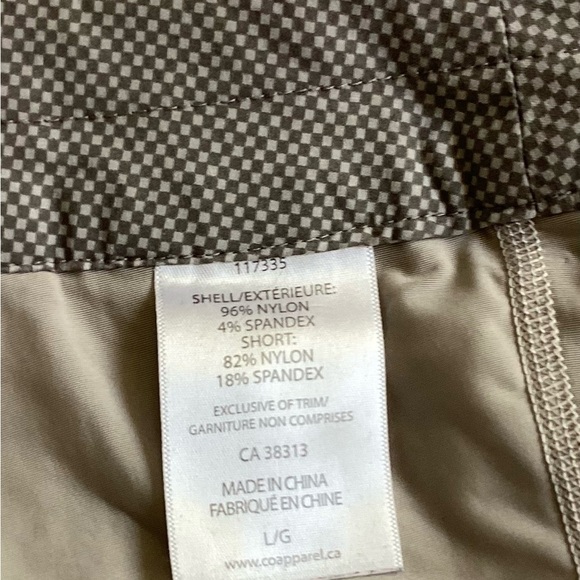 117335
SHELL/EXTÉRIEURE:
96% NYLON
4% SPANDEX
SHORT:
82% NYLON
18% SPANDEX
EXCLUSIVE OF TRIM/
GARNITURE NON COMPRISES
CA 38313
MADE IN CHINA
FABRIQUÉ EN CHINE
L/G
www.coapparel.ca